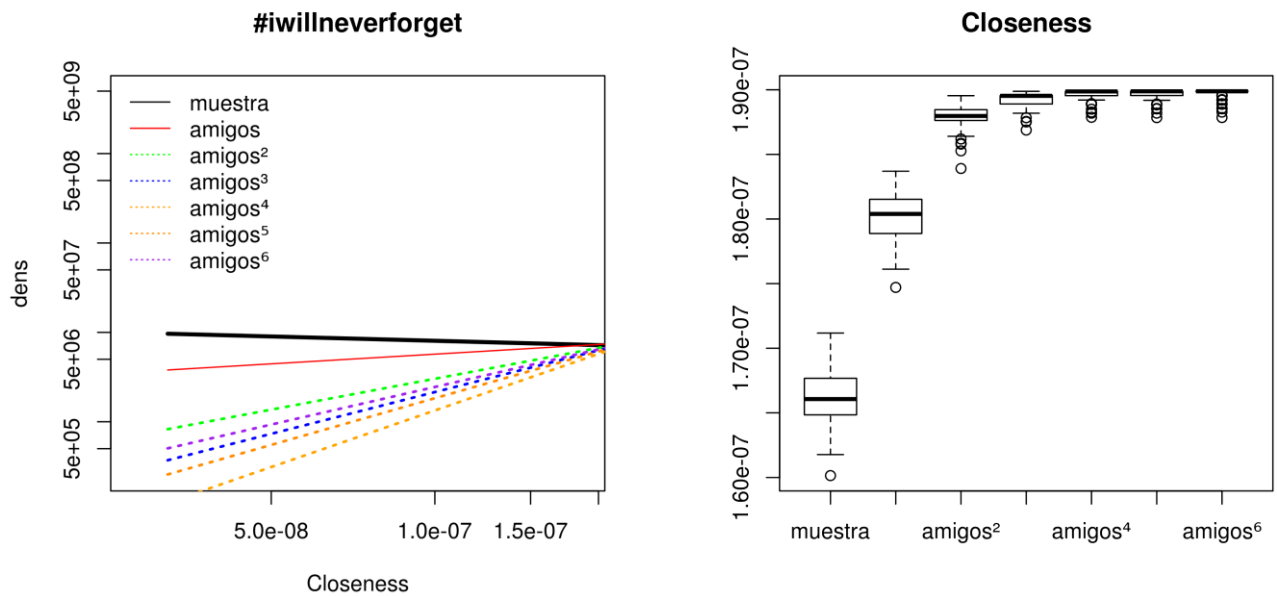 #iwillneverforget
5e+09
5e+08
5e+07
5e+06
5e+05
dens
muestra
amigos
amigos²
amigos³
amigos⁴
amigos⁵
amigos⁶
5.0e-08 1.0e-07 1.5e-07
Closeness
Closeness
1.90e-07
1.80e-07
1.70e-07
1.60e-07
muestra amigos² amigos⁴ amigos⁶